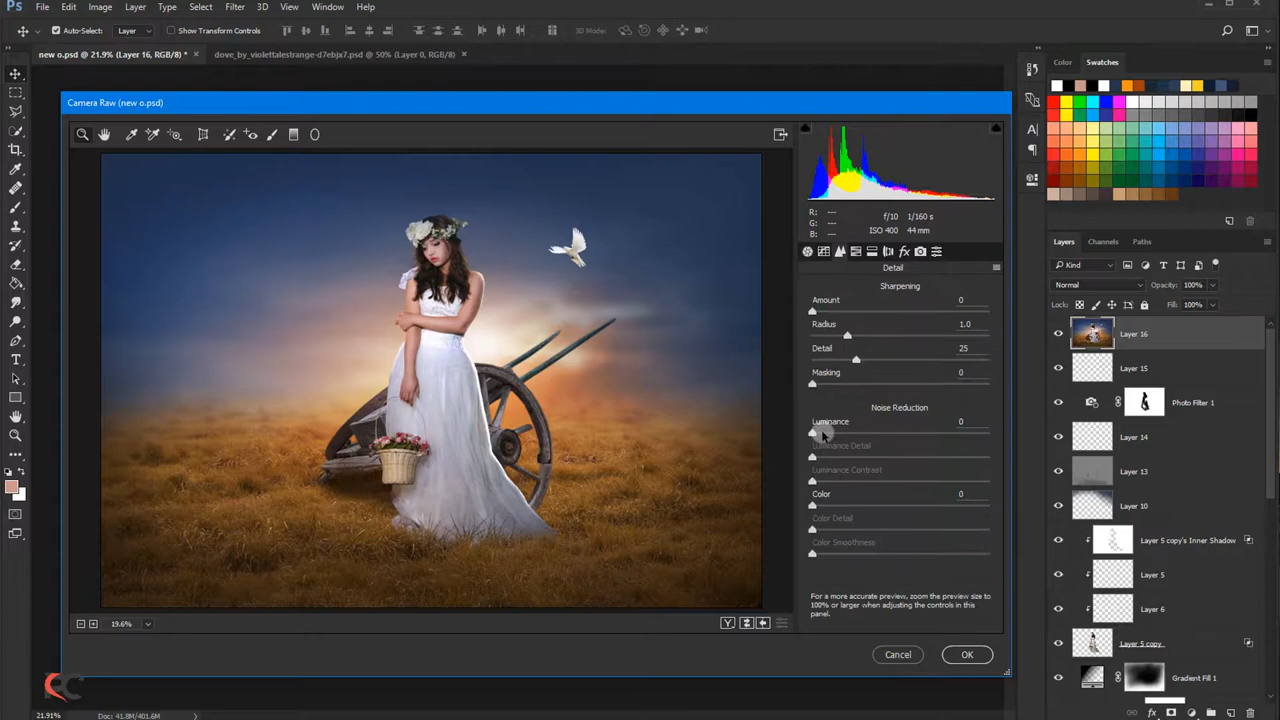 Ps File Edit Image Layer Type Select Filter 3D View Window Help
Auto-Select: Layer Show Transform Controls 3D Mode:
new o.psd @ 21.9% (Layer 16, RGB/8) * × dove_by_violettalestrange-d7ebjx7.psd @ 50% (Layer 0, RGB/8) ×
Color Swatches
Camera Raw (new o.psd)
R: ---
G: ---
B: ---
f/10 1/160 s
ISO 400 44 mm
Detail
Sharpening
Amount 0
Radius 1.0
Detail 25
Masking 0
Noise Reduction
Luminance 0
Luminance Detail
Luminance Contrast
Color 0
Color Detail
Color Smoothness
For a more accurate preview, zoom the preview size to
100% or larger when adjusting the controls in this
panel.
19.6%
Y
Cancel OK
Layers Channels Paths
Kind
Normal Opacity: 100%
Lock: Fill: 100%
Layer 16
Layer 15
Photo Filter 1
Layer 14
Layer 13
Layer 10
Layer 5 copy's Inner Shadow
Layer 5
Layer 6
Layer 5 copy
Gradient Fill 1
fx
21.91% Doc: 41.8M/401.6M